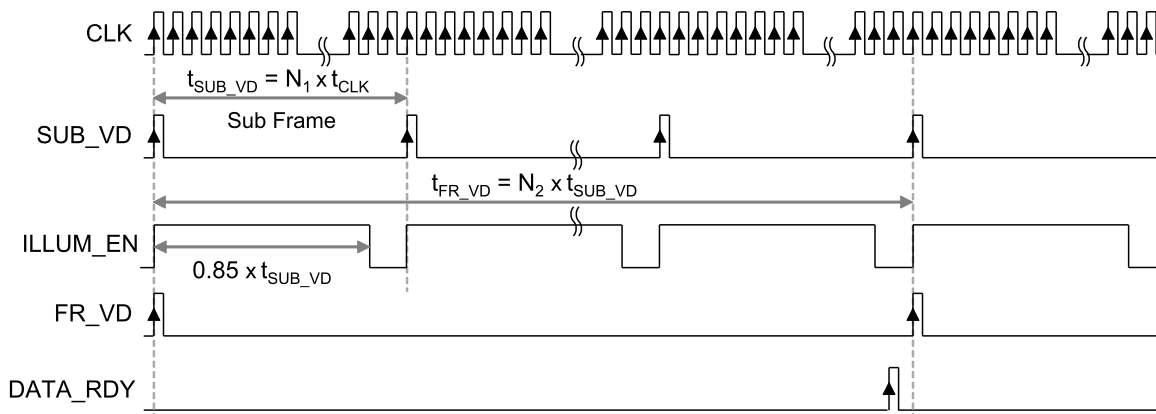 CLK
t_SUB_VD = N_1 x t_CLK
Sub Frame
SUB_VD
t_FR_VD = N_2 x t_SUB_VD
ILLUM_EN
0.85 x t_SUB_VD
FR_VD
DATA_RDY